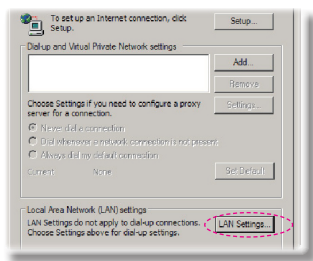 To set up an Internet connection, click
Setup.
Setup...
Dial-up and Virtual Private Network settings
Add...
Remove
Choose Settings if you need to configure a proxy
server for a connection.
Settings...
Never dial a connection
Dial whenever a network connection is not present
Always dial my default connection
Current
None
Set Default
Local Area Network (LAN) settings
LAN Settings do not apply to dial-up connections.
Choose Settings above for dial-up settings.
LAN Settings...